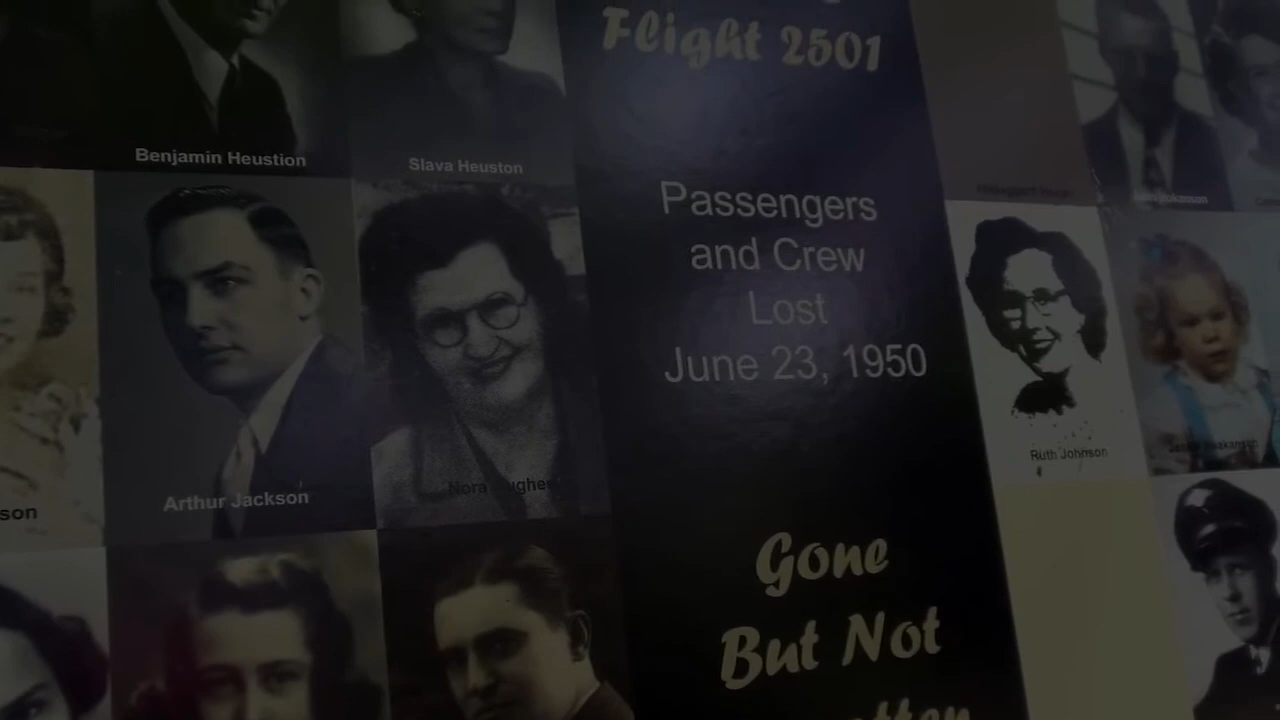 Flight 2501
Benjamin Heustion
Slava Heuston
Passengers
and Crew
Lost
June 23, 1950
Ruth Johnson
Arthur Jackson
Nora
son
Gone
But Not